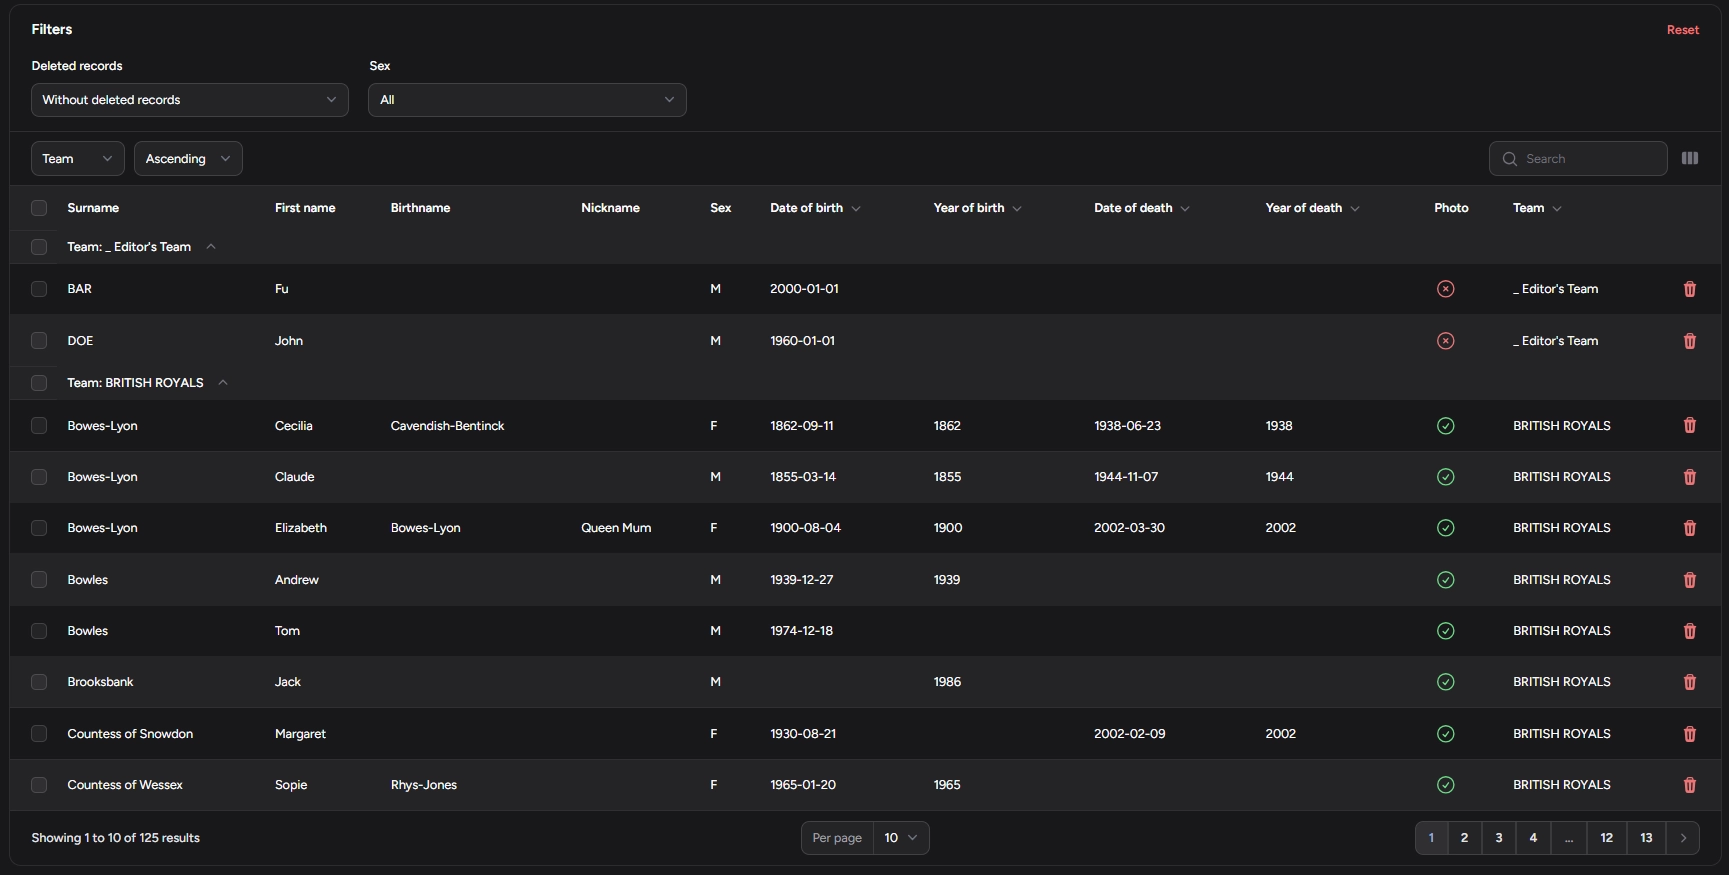 Filters Reset
Deleted records Sex
Without deleted records All
Team Ascending Search
Surname First name Birthname Nickname Sex Date of birth Year of birth Date of death Year of death Photo Team
Team: _ Editor's Team
BAR Fu M 2000-01-01 _ Editor's Team
DOE John M 1960-01-01 _ Editor's Team
Team: BRITISH ROYALS
Bowes-Lyon Cecilia Cavendish-Bentinck F 1862-09-11 1862 1938-06-23 1938 BRITISH ROYALS
Bowes-Lyon Claude M 1855-03-14 1855 1944-11-07 1944 BRITISH ROYALS
Bowes-Lyon Elizabeth Bowes-Lyon Queen Mum F 1900-08-04 1900 2002-03-30 2002 BRITISH ROYALS
Bowles Andrew M 1939-12-27 1939 BRITISH ROYALS
Bowles Tom M 1974-12-18 BRITISH ROYALS
Brooksbank Jack M 1986 BRITISH ROYALS
Countess of Snowdon Margaret F 1930-08-21 2002-02-09 2002 BRITISH ROYALS
Countess of Wessex Sopie Rhys-Jones F 1965-01-20 1965 BRITISH ROYALS
Showing 1 to 10 of 125 results Per page 10 1 2 3 4 ... 12 13